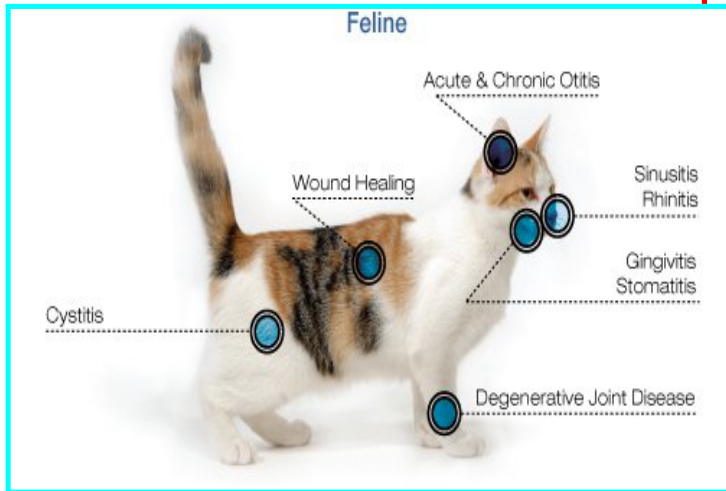 Feline
Acute & Chronic Otitis
Wound Healing
Sinusitis
Rhinitis
Gingivitis
Stomatitis
Cystitis
Degenerative Joint Disease